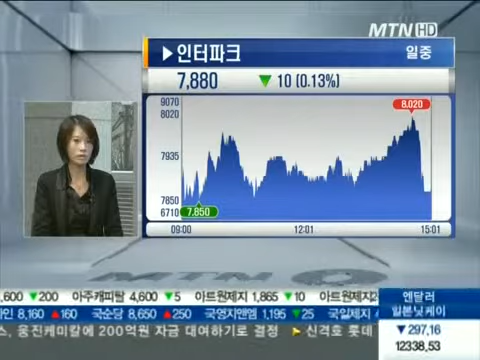 MTN HD
▶인터파크 일중
7,880 ▼ 10 (0.13%)
9070
8020
8,020
7935
7850
6710
7.850
09:00 12:01 15:01
MTN
,600 ▼200 아주캐피탈 4,600 ▼5 아트원제지 1,865 ▼10 아트원제지2
엔달러
일본닛케이
1인 8,160 ▲160 국순당 8,650 ▲250 국영지앤엠 1,195 ▼25 국일제지
▼297,16
스, 웅진케미칼에 200억원 자금 대여하기로 결정 ▶신격호 롯데
12338,53